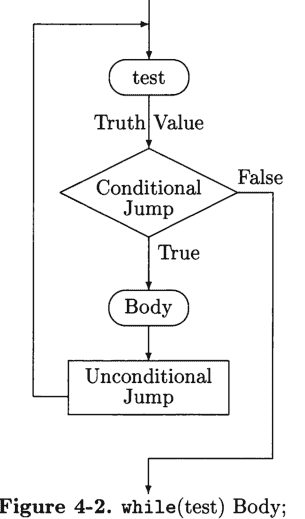 test
Truth Value
Conditional
Jump
False
True
Body
Unconditional
Jump
Figure 4-2. while(test) Body;